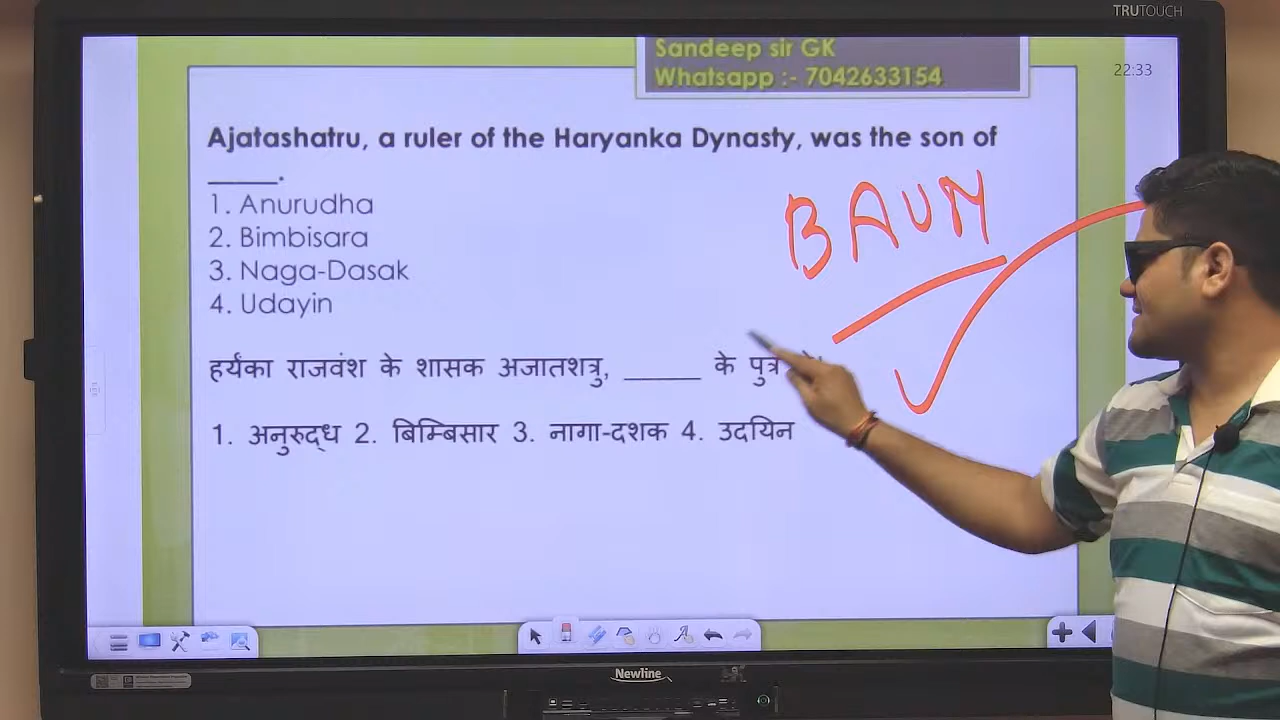 TRUTOUCH
Sandeep sir GK
Whatsapp :- 7042633154
22:33
Ajatashatru, a ruler of the Haryanka Dynasty, was the son of
_____.
BAUN
1. Anurudha
2. Bimbisara
3. Naga-Dasak
4. Udayin
हर्यंका राजवंश के शासक अजातशत्रु, _____ के पुत्र
1. अनुरुद्ध 2. बिम्बिसार 3. नागा-दशक 4. उदयिन
Newline